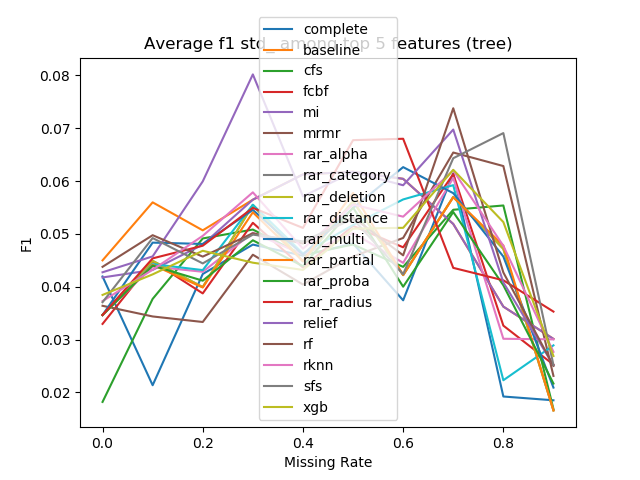 Average f1 std_ among top 5 features (tree)
complete
baseline
cfs
fcbf
mi
mrmr
rar_alpha
rar_category
rar_deletion
rar_distance
rar_multi
rar_partial
rar_proba
rar_radius
relief
rf
rknn
sfs
xgb
0.08
0.07
0.06
0.05
0.04
0.03
0.02
F1
0.0 0.2 0.4 0.6 0.8
Missing Rate